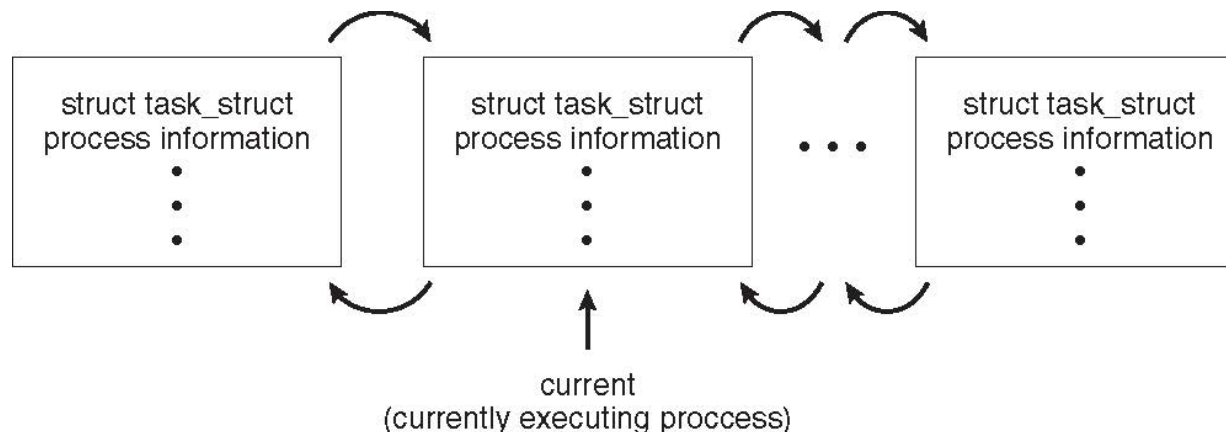 struct task_struct
process information
struct task_struct
process information
struct task_struct
process information
current
(currently executing proccess)